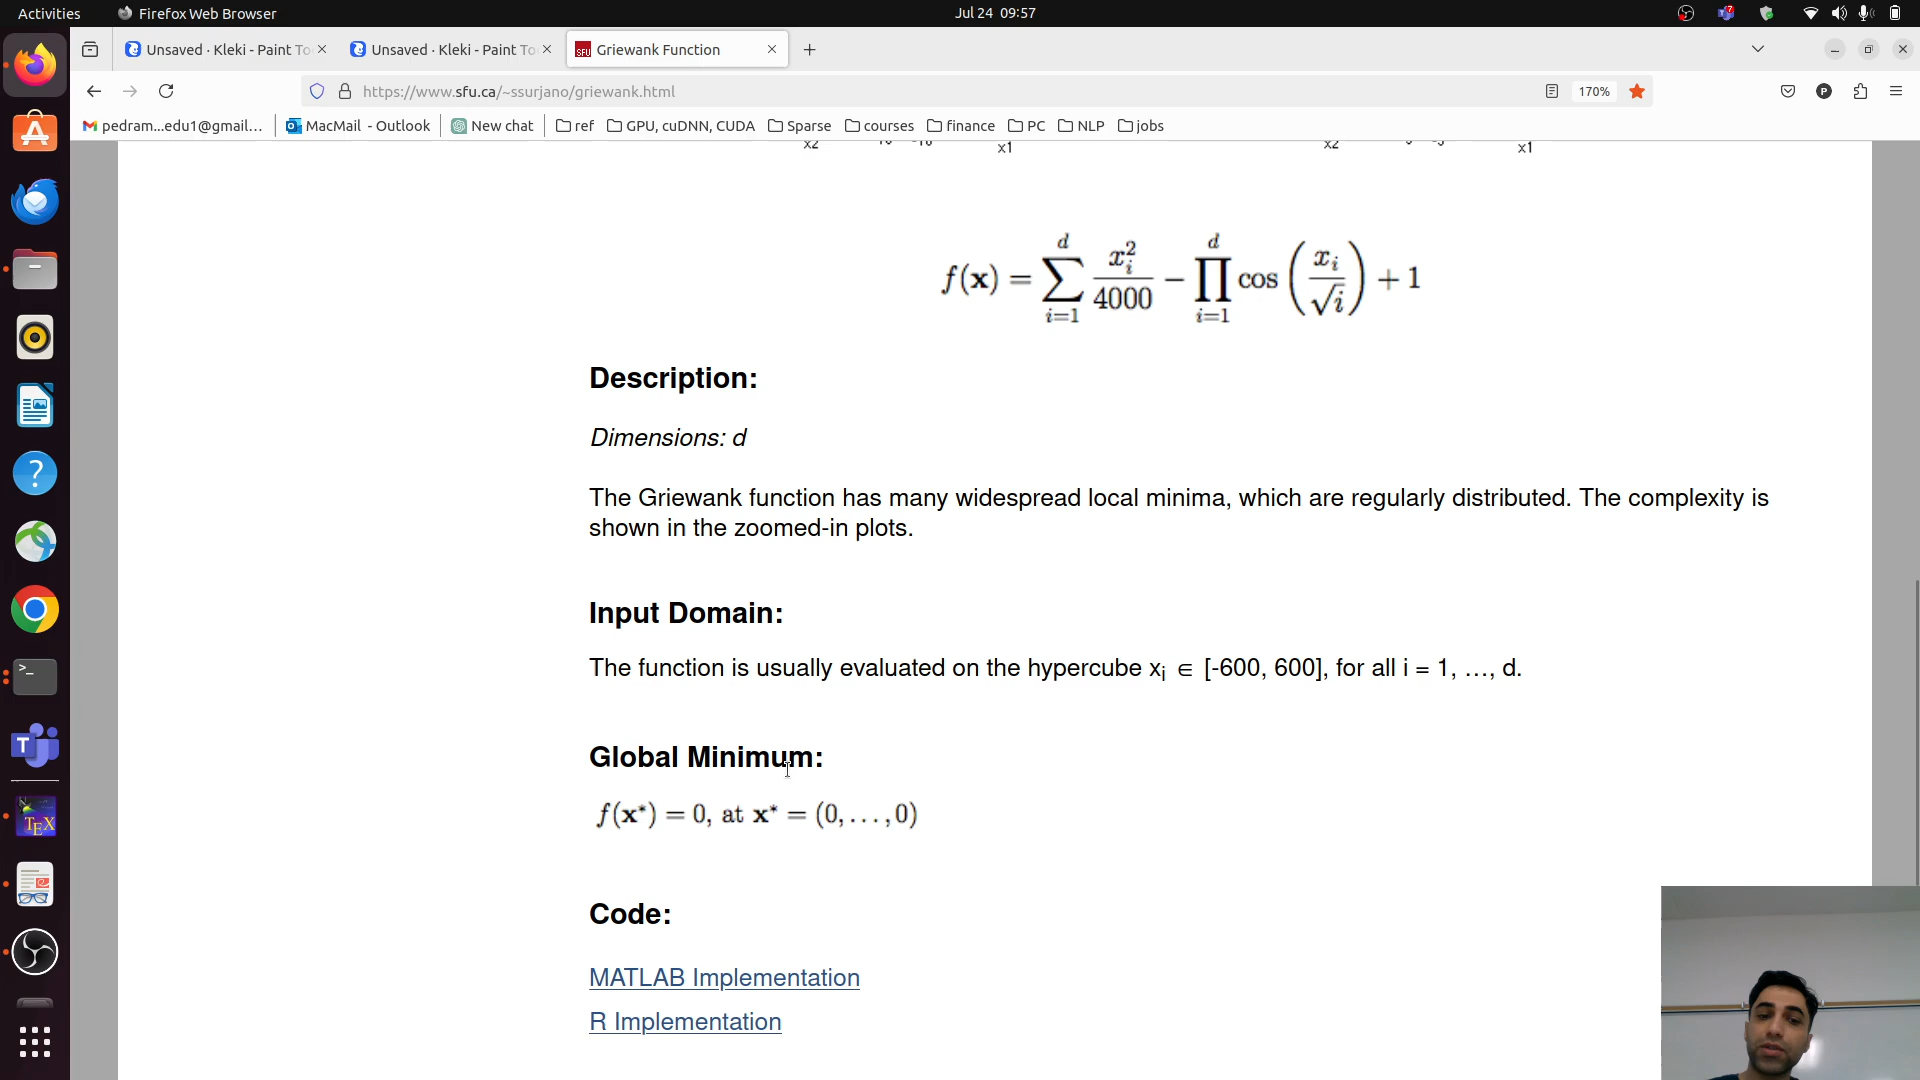 Activities
Firefox Web Browser
Jul 24 09:57
Unsaved · Kleki - Paint To
Unsaved · Kleki - Paint To
SFU
Griewank Function
https://www.sfu.ca/~ssurjano/griewank.html
170%
P
pedram...edu1@gmail...
MacMail - Outlook
New chat
ref
GPU, cuDNN, CUDA
Sparse
courses
finance
PC
NLP
jobs
x2
x1
x2
x1
f(x) = ∑_{i=1}^{d} x_i^2/4000 − ∏_{i=1}^{d} cos(x_i/√i) + 1
Description:
Dimensions: d
The Griewank function has many widespread local minima, which are regularly distributed. The complexity is
shown in the zoomed-in plots.
Input Domain:
The function is usually evaluated on the hypercube xᵢ ∈ [-600, 600], for all i = 1, …, d.
Global Minimum:
f(x*) = 0, at x* = (0, . . . , 0)
Code:
MATLAB Implementation
R Implementation